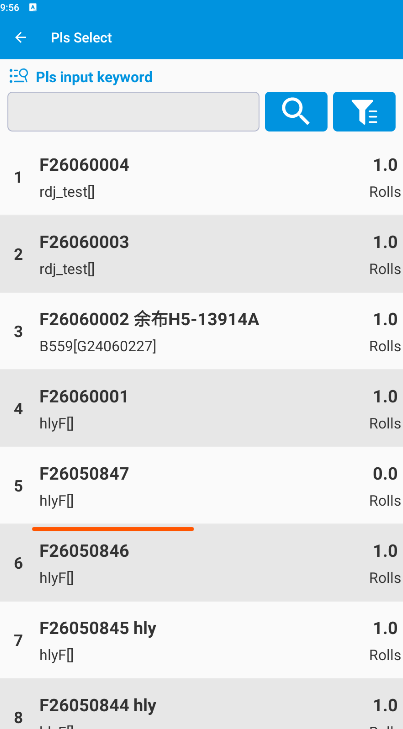 9:56 A
Pls Select
Pls input keyword
1 F26060004 1.0
rdj_test[] Rolls
2 F26060003 1.0
rdj_test[] Rolls
3 F26060002 余布H5-13914A 1.0
B559[G24060227] Rolls
4 F26060001 1.0
hlyF[] Rolls
5 F26050847 0.0
hlyF[] Rolls
6 F26050846 1.0
hlyF[] Rolls
7 F26050845 hly 1.0
hlyF[] Rolls
8 F26050844 hly 1.0